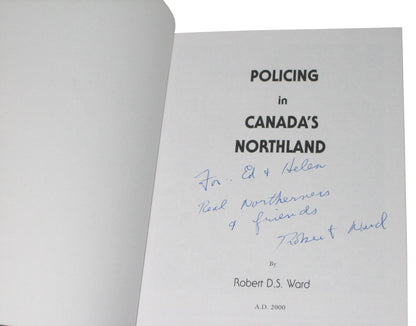 POLICING
in
CANADA'S
NORTHLAND
For.. Ed & Helen
Real Northerners
& friends
Robert Ward
By
Robert D.S. Ward
A.D. 2000